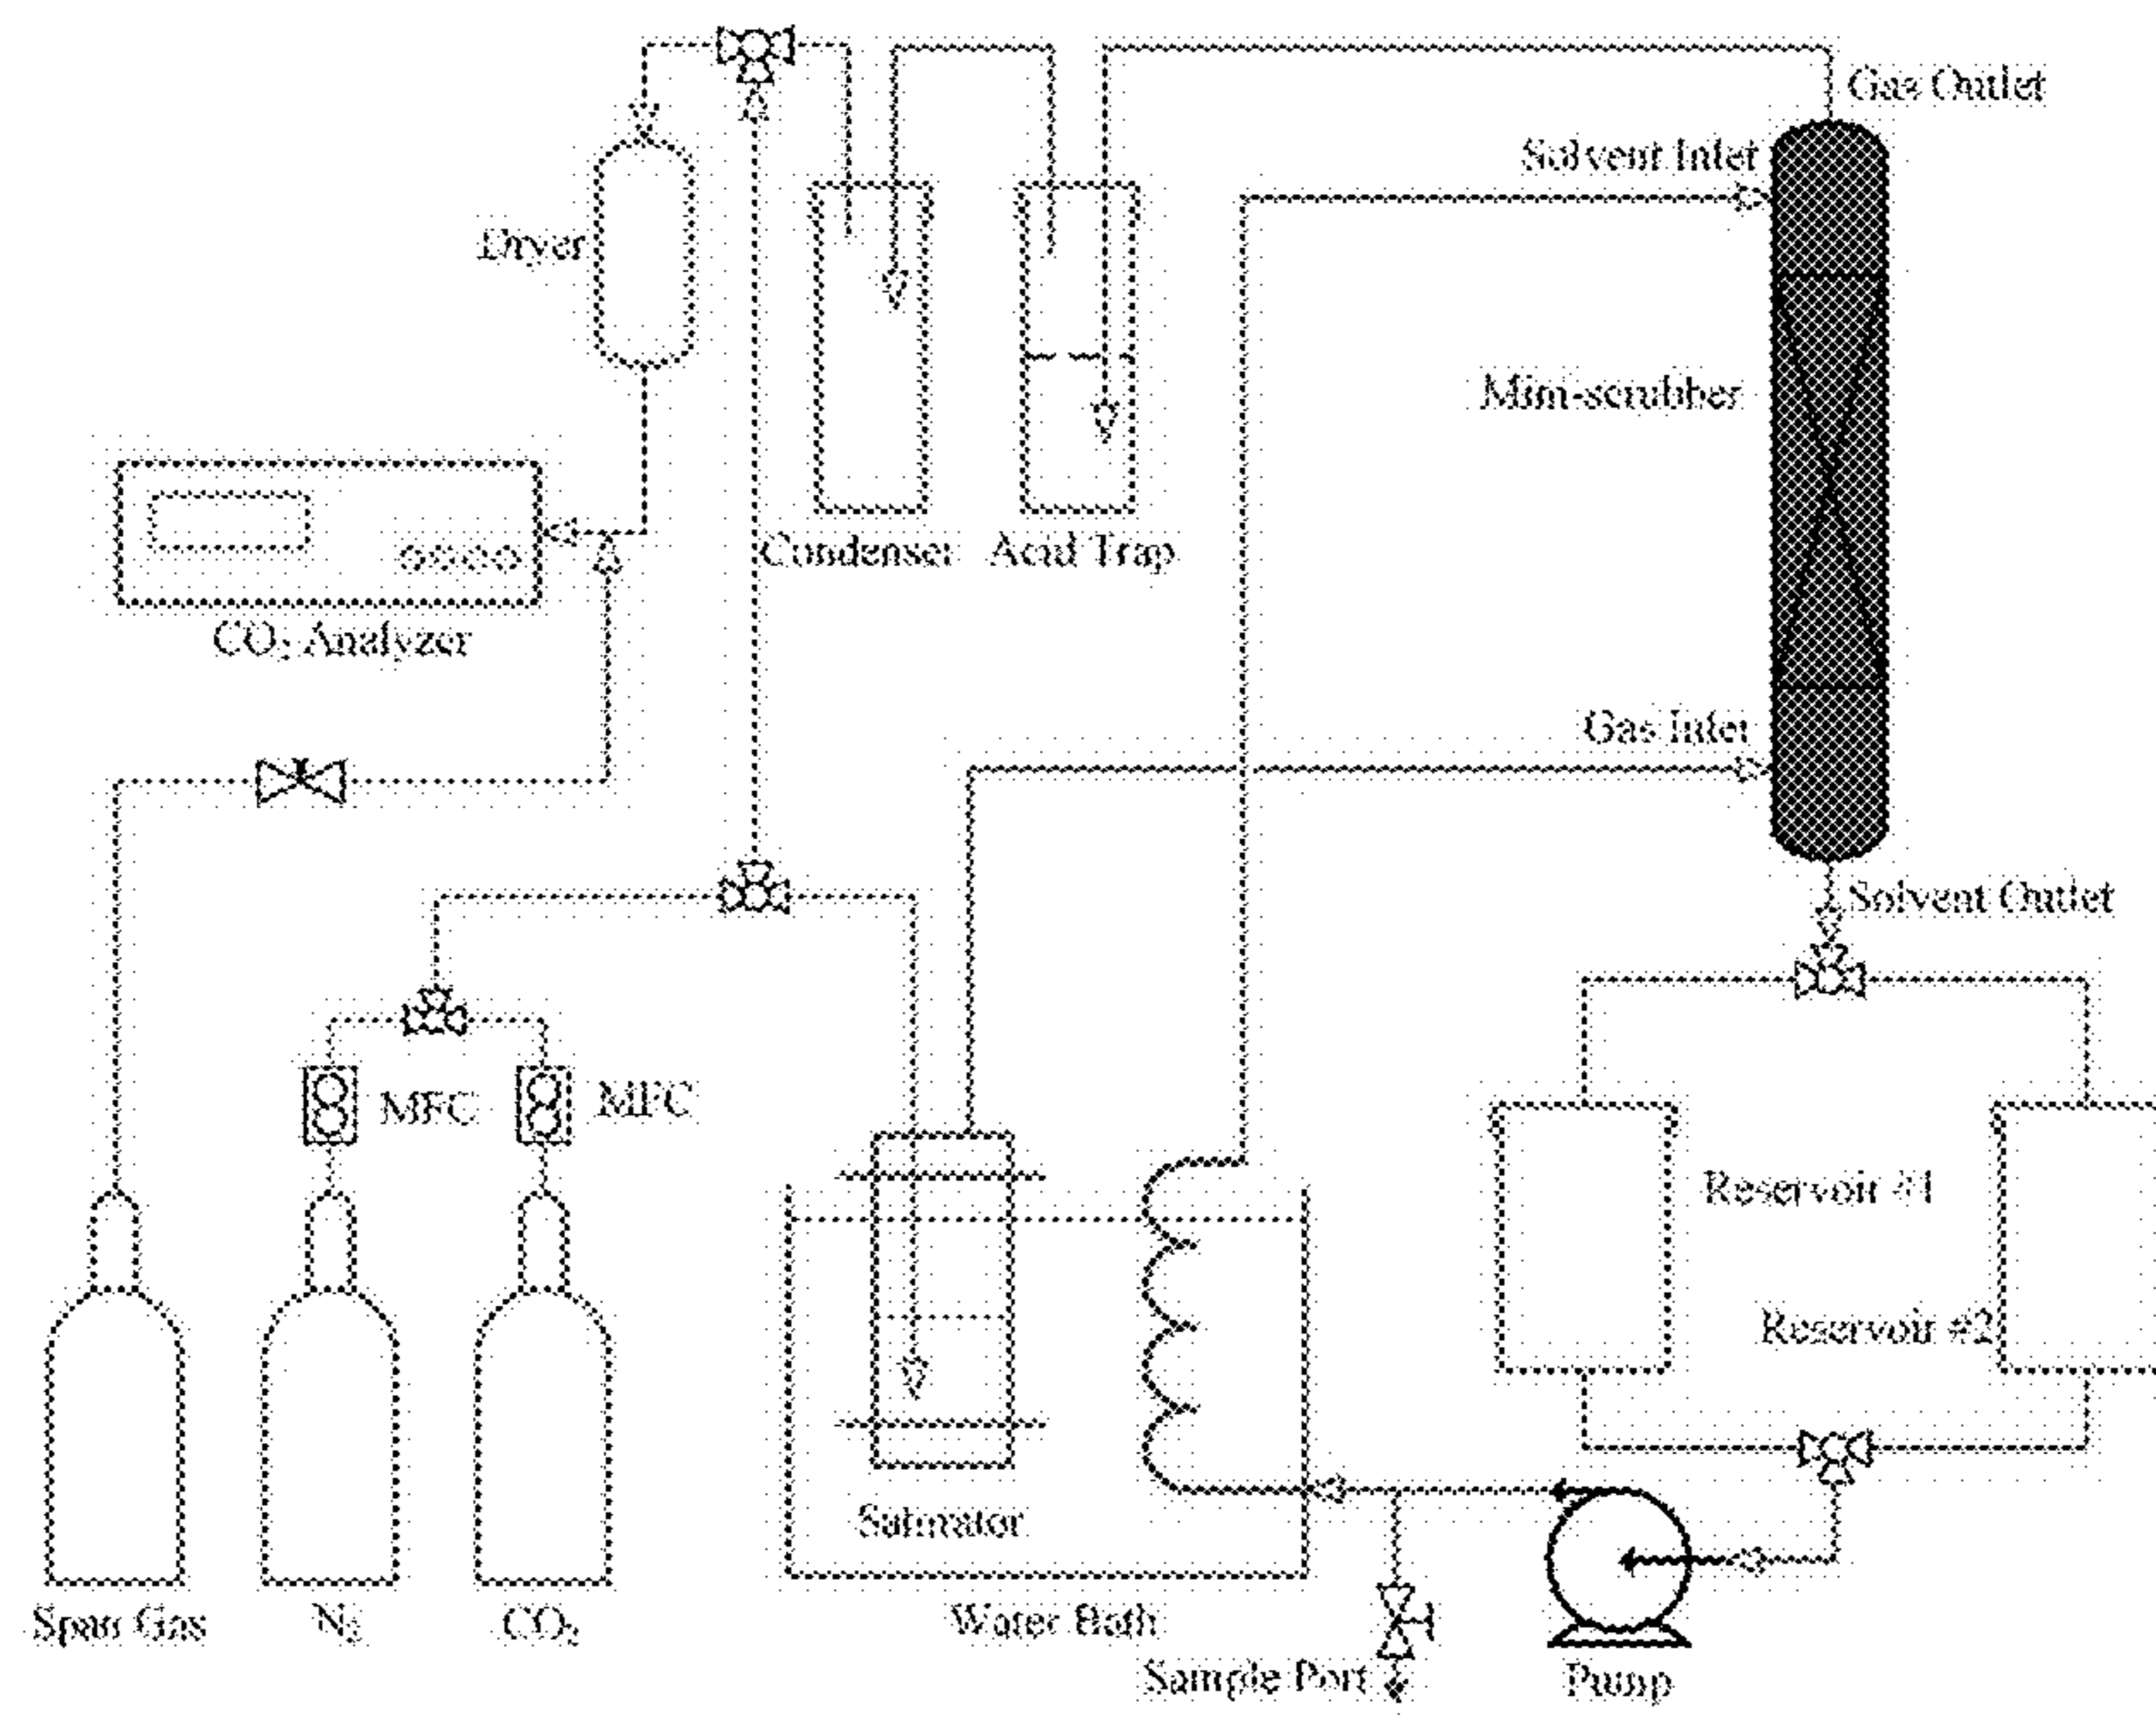 Gas Outlet
Solvent Inlet
Dryer
Mini-scrubber
Condenser
Acid Trap
CO₂ Analyzer
Gas Inlet
Solvent Outlet
MFC
MFC
Reservoir #1
Reservoir #2
Saturator
Span Gas
N₂
CO₂
Water Bath
Sample Port
Pump